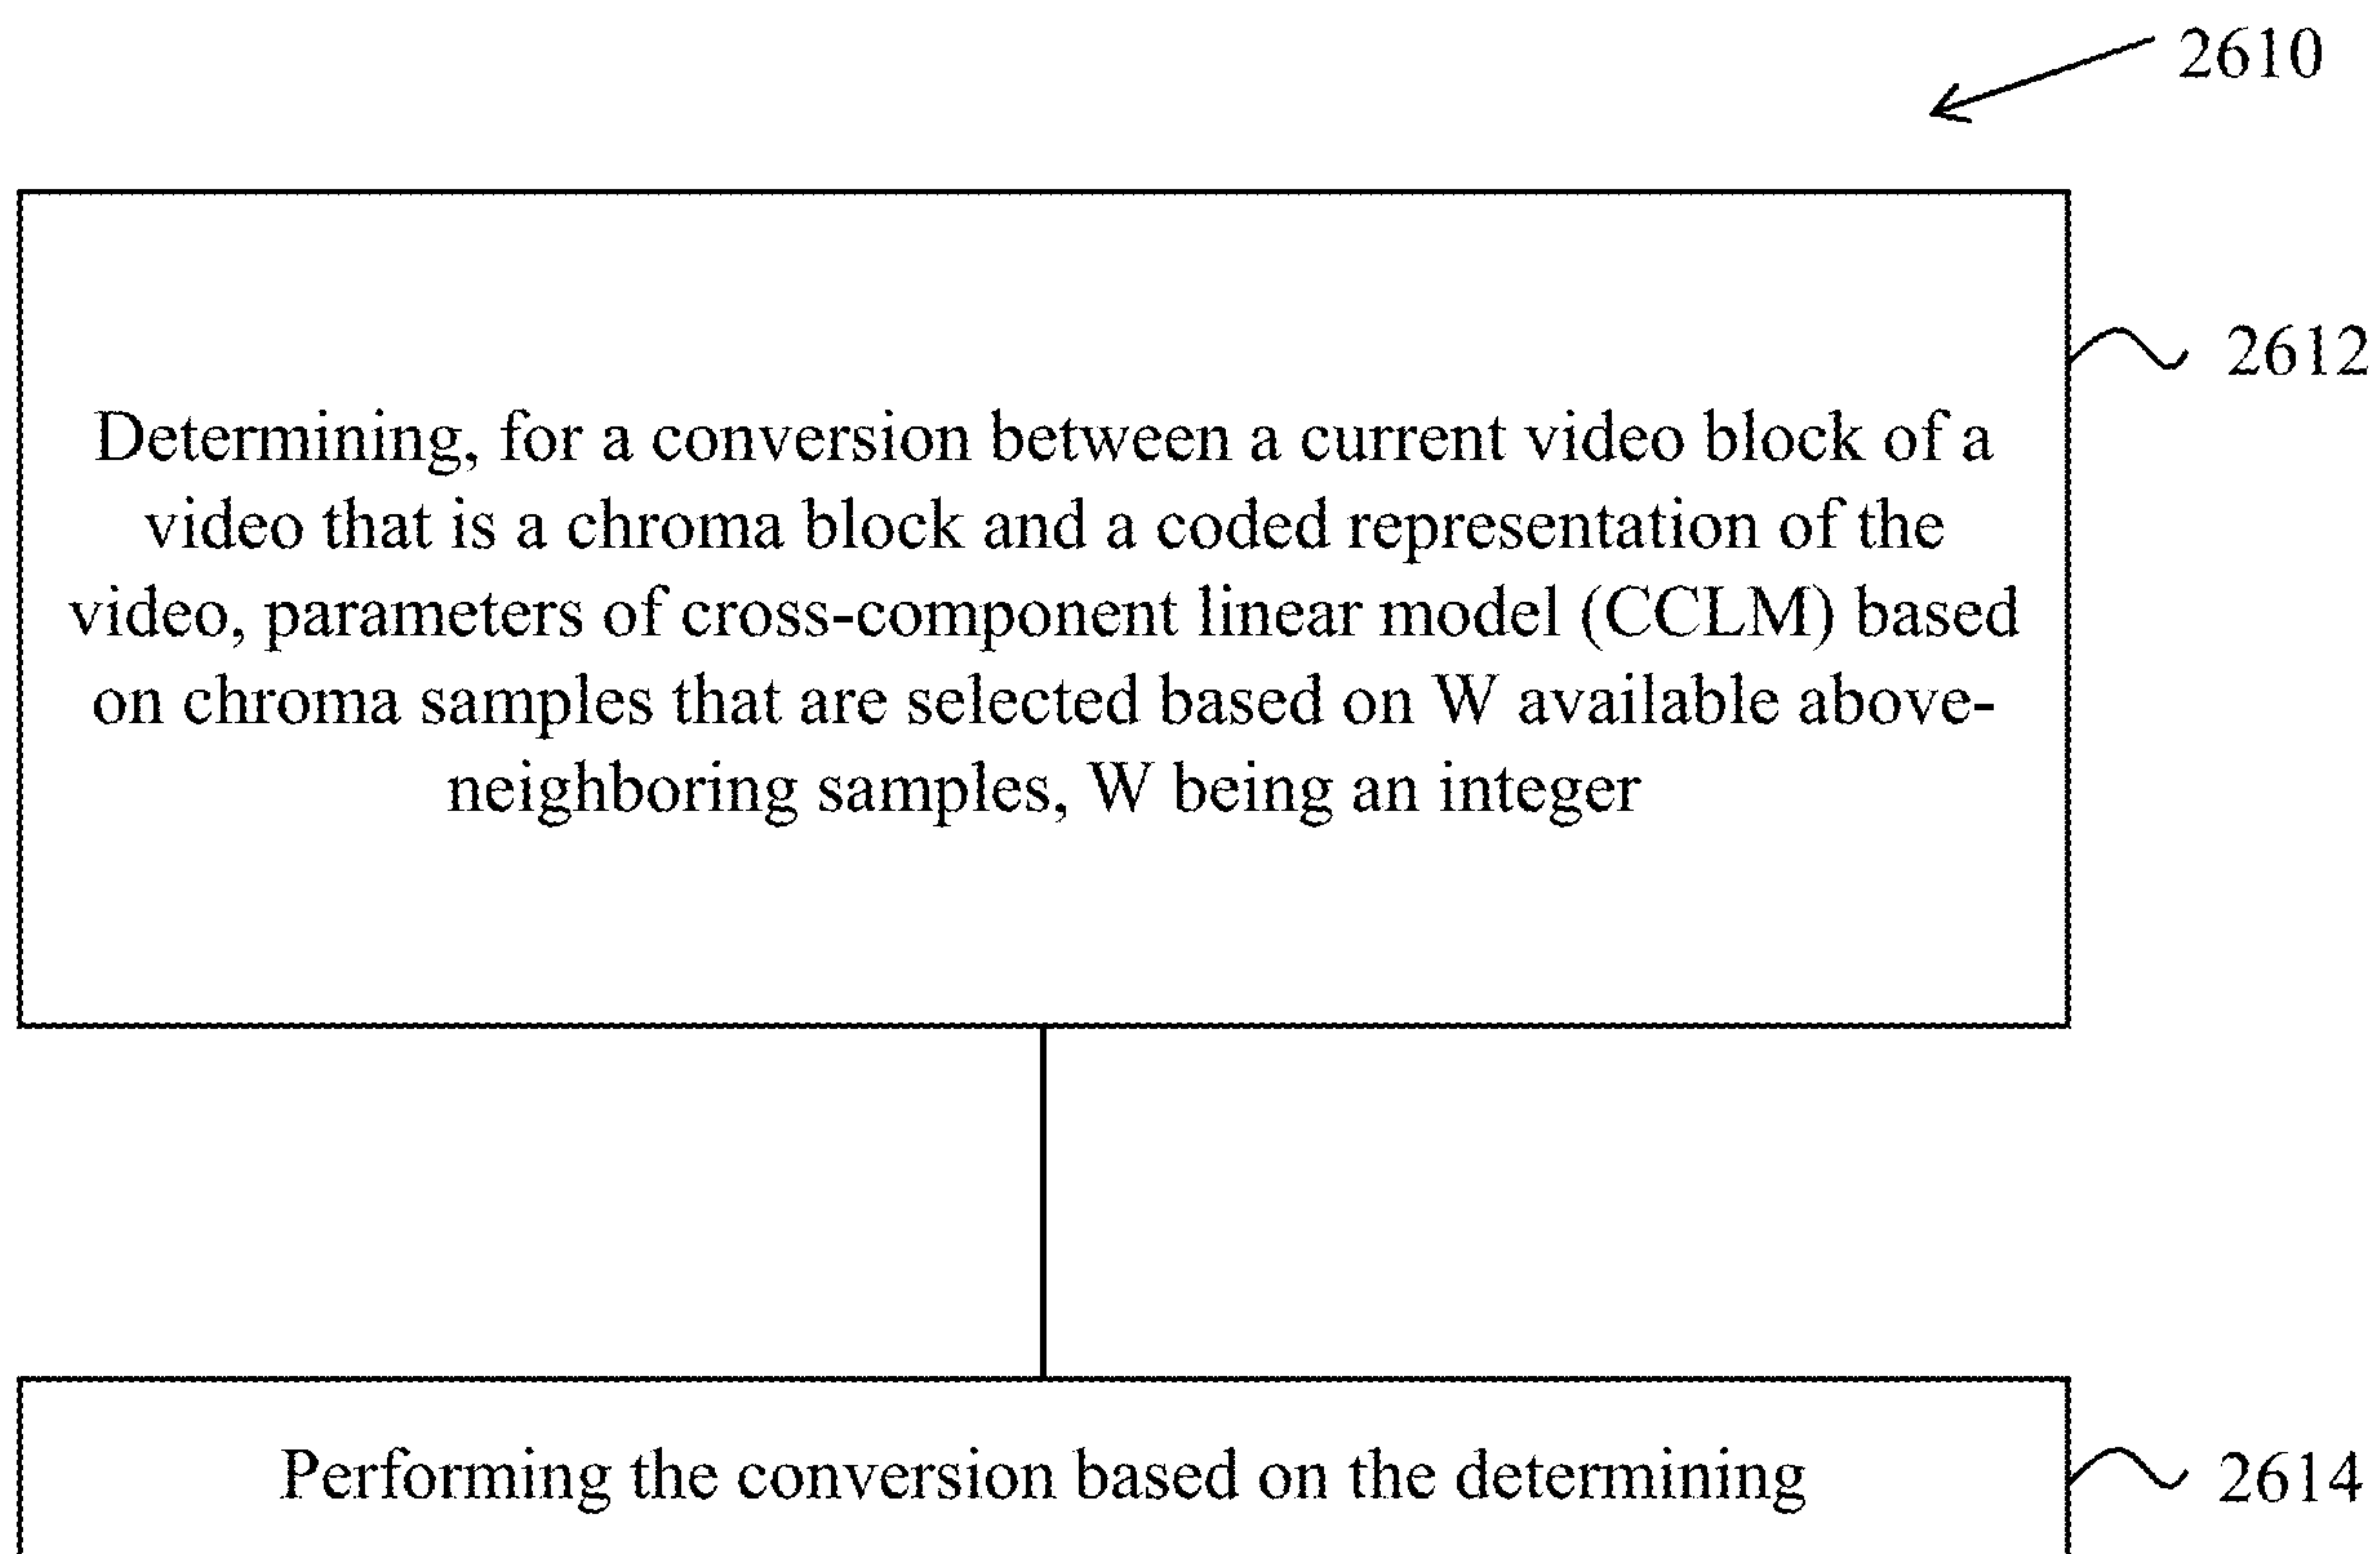 2610
2612
Determining, for a conversion between a current video block of a
video that is a chroma block and a coded representation of the
video, parameters of cross-component linear model (CCLM) based
on chroma samples that are selected based on W available above-
neighboring samples, W being an integer
Performing the conversion based on the determining
2614